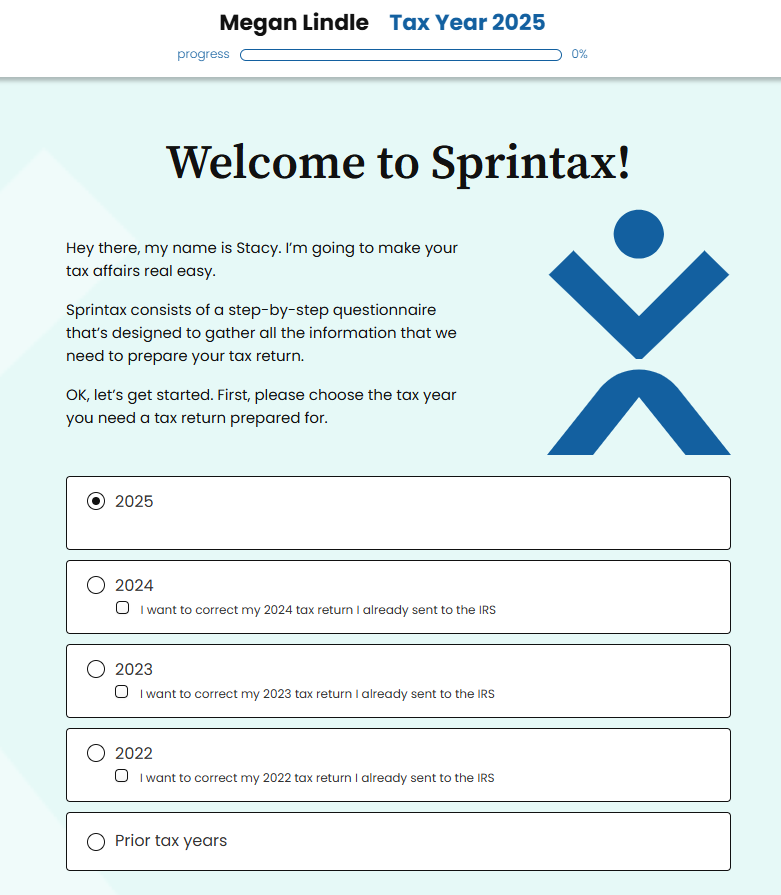 Megan Lindle Tax Year 2025
progress 0%
Welcome to Sprintax!
Hey there, my name is Stacy. I'm going to make your
tax affairs real easy.
Sprintax consists of a step-by-step questionnaire
that's designed to gather all the information that we
need to prepare your tax return.
OK, let's get started. First, please choose the tax year
you need a tax return prepared for.
2025
2024
I want to correct my 2024 tax return I already sent to the IRS
2023
I want to correct my 2023 tax return I already sent to the IRS
2022
I want to correct my 2022 tax return I already sent to the IRS
Prior tax years